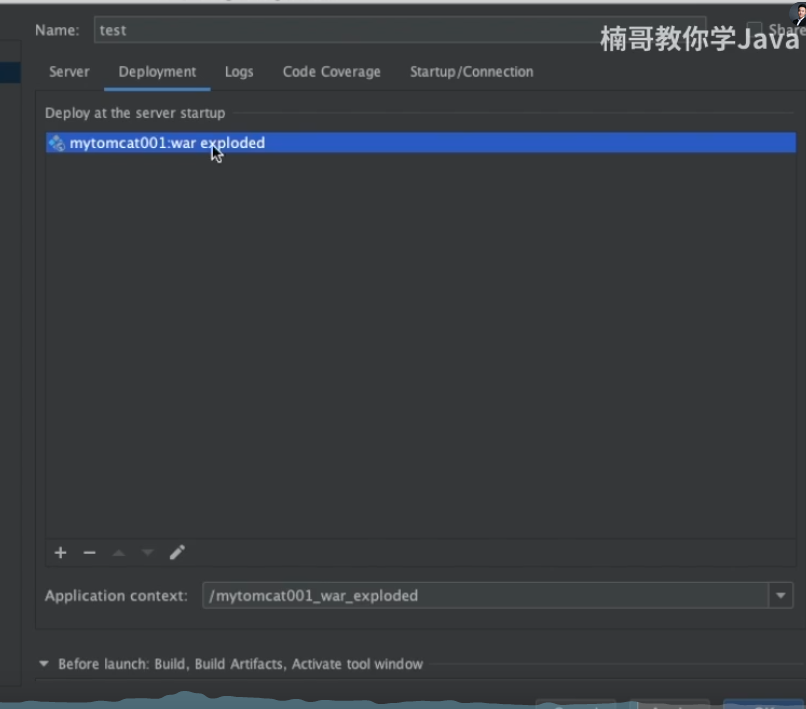 Name: test
Share
楠哥教你学Java
Server Deployment Logs Code Coverage Startup/Connection
Deploy at the server startup
mytomcat001:war exploded
Application context: /mytomcat001_war_exploded
Before launch: Build, Build Artifacts, Activate tool window